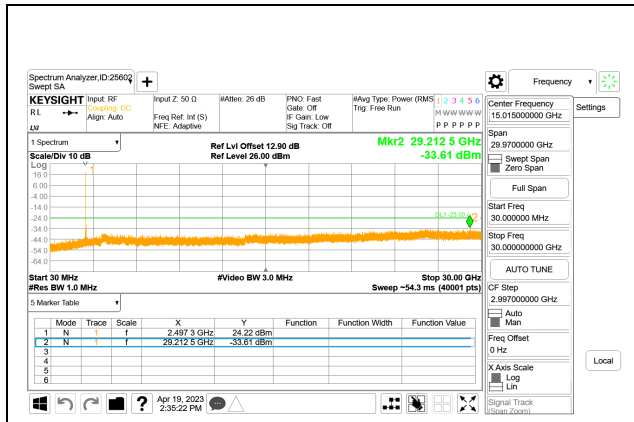 Spectrum Analyzer,ID:25602
Swept SA
Frequency
KEYSIGHT
RL
LXI
Input: RF
Coupling: DC
Align: Auto
Input Z: 50 Ω
Freq Ref: Int (S)
NFE: Adaptive
#Atten: 26 dB
PNO: Fast
Gate: Off
IF Gain: Low
Sig Track: Off
#Avg Type: Power (RMS
Trig: Free Run
1 2 3 4 5 6
M W W W W W
P P P P P P
1 Spectrum
Scale/Div 10 dB
Log
Ref Lvl Offset 12.90 dB
Ref Level 26.00 dBm
Mkr2 29.212 5 GHz
-33.61 dBm
16.0
6.00
-4.00
-14.0
-24.0
-34.0
-44.0
-54.0
-64.0
1
2
Start 30 MHz
#Res BW 1.0 MHz
#Video BW 3.0 MHz
Stop 30.00 GHz
Sweep ~54.3 ms (40001 pts)
5 Marker Table
Mode Trace Scale X Y Function Function Width Function Value
1 N 1 f 2.497 3 GHz 24.22 dBm
2 N 1 f 29.212 5 GHz -33.61 dBm
3
4
5
6
Apr 19, 2023
2:35:22 PM
Center Frequency
15.015000000 GHz
Settings
Span
29.9700000 GHz
Swept Span
Zero Span
Full Span
Start Freq
30.000000 MHz
Stop Freq
30.000000000 GHz
AUTO TUNE
CF Step
2.997000000 GHz
Auto
Man
Freq Offset
0 Hz
X Axis Scale
Log
Lin
Signal Track
(Span Zoom)
Local